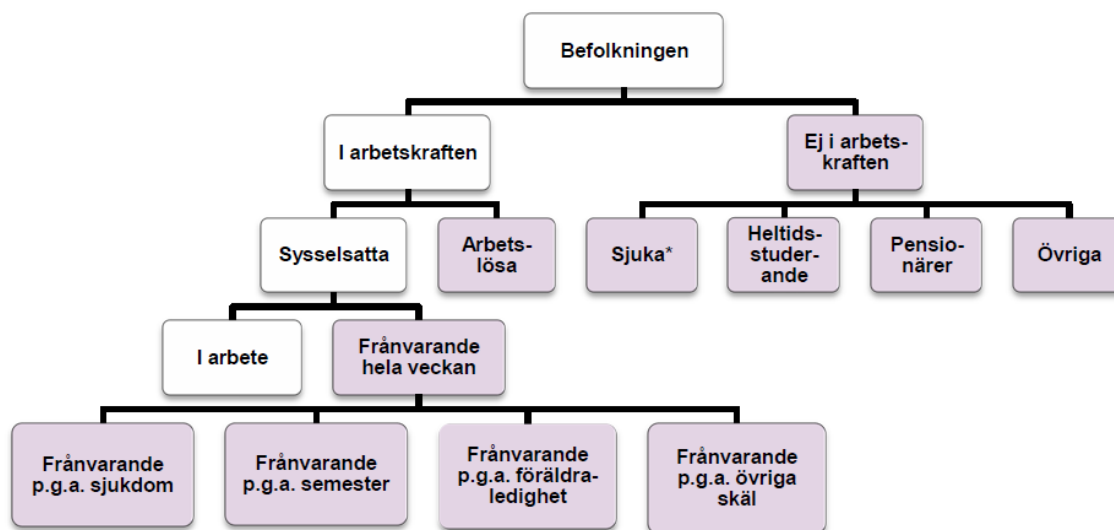 Befolkningen
I arbetskraften
Ej i arbets-
kraften
Sysselsatta
Arbets-
lösa
Sjuka*
Heltids-
studer-
ande
Pensio-
närer
Övriga
I arbete
Frånvarande
hela veckan
Frånvarande
p.g.a. sjukdom
Frånvarande
p.g.a. semester
Frånvarande
p.g.a. föräldra-
ledighet
Frånvarande
p.g.a. övriga
skäl